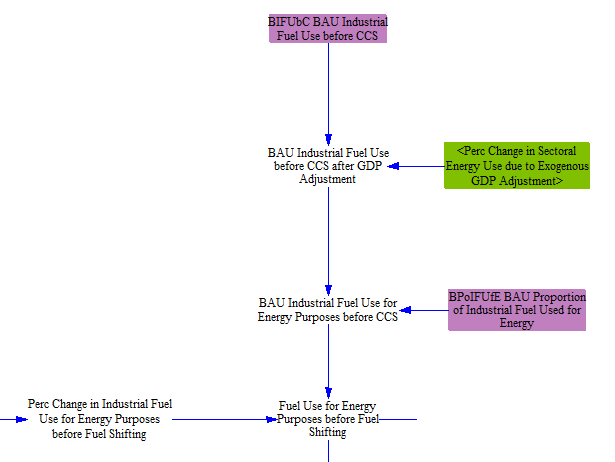 BIFUbC BAU Industrial
Fuel Use before CCS
BAU Industrial Fuel Use
before CCS after GDP
Adjustment
<Perc Change in Sectoral
Energy Use due to Exogenous
GDP Adjustment>
BAU Industrial Fuel Use for
Energy Purposes before CCS
BPoIFUfE BAU Proportion
of Industrial Fuel Used for
Energy
Perc Change in Industrial Fuel
Use for Energy Purposes
before Fuel Shifting
Fuel Use for Energy
Purposes before Fuel
Shifting